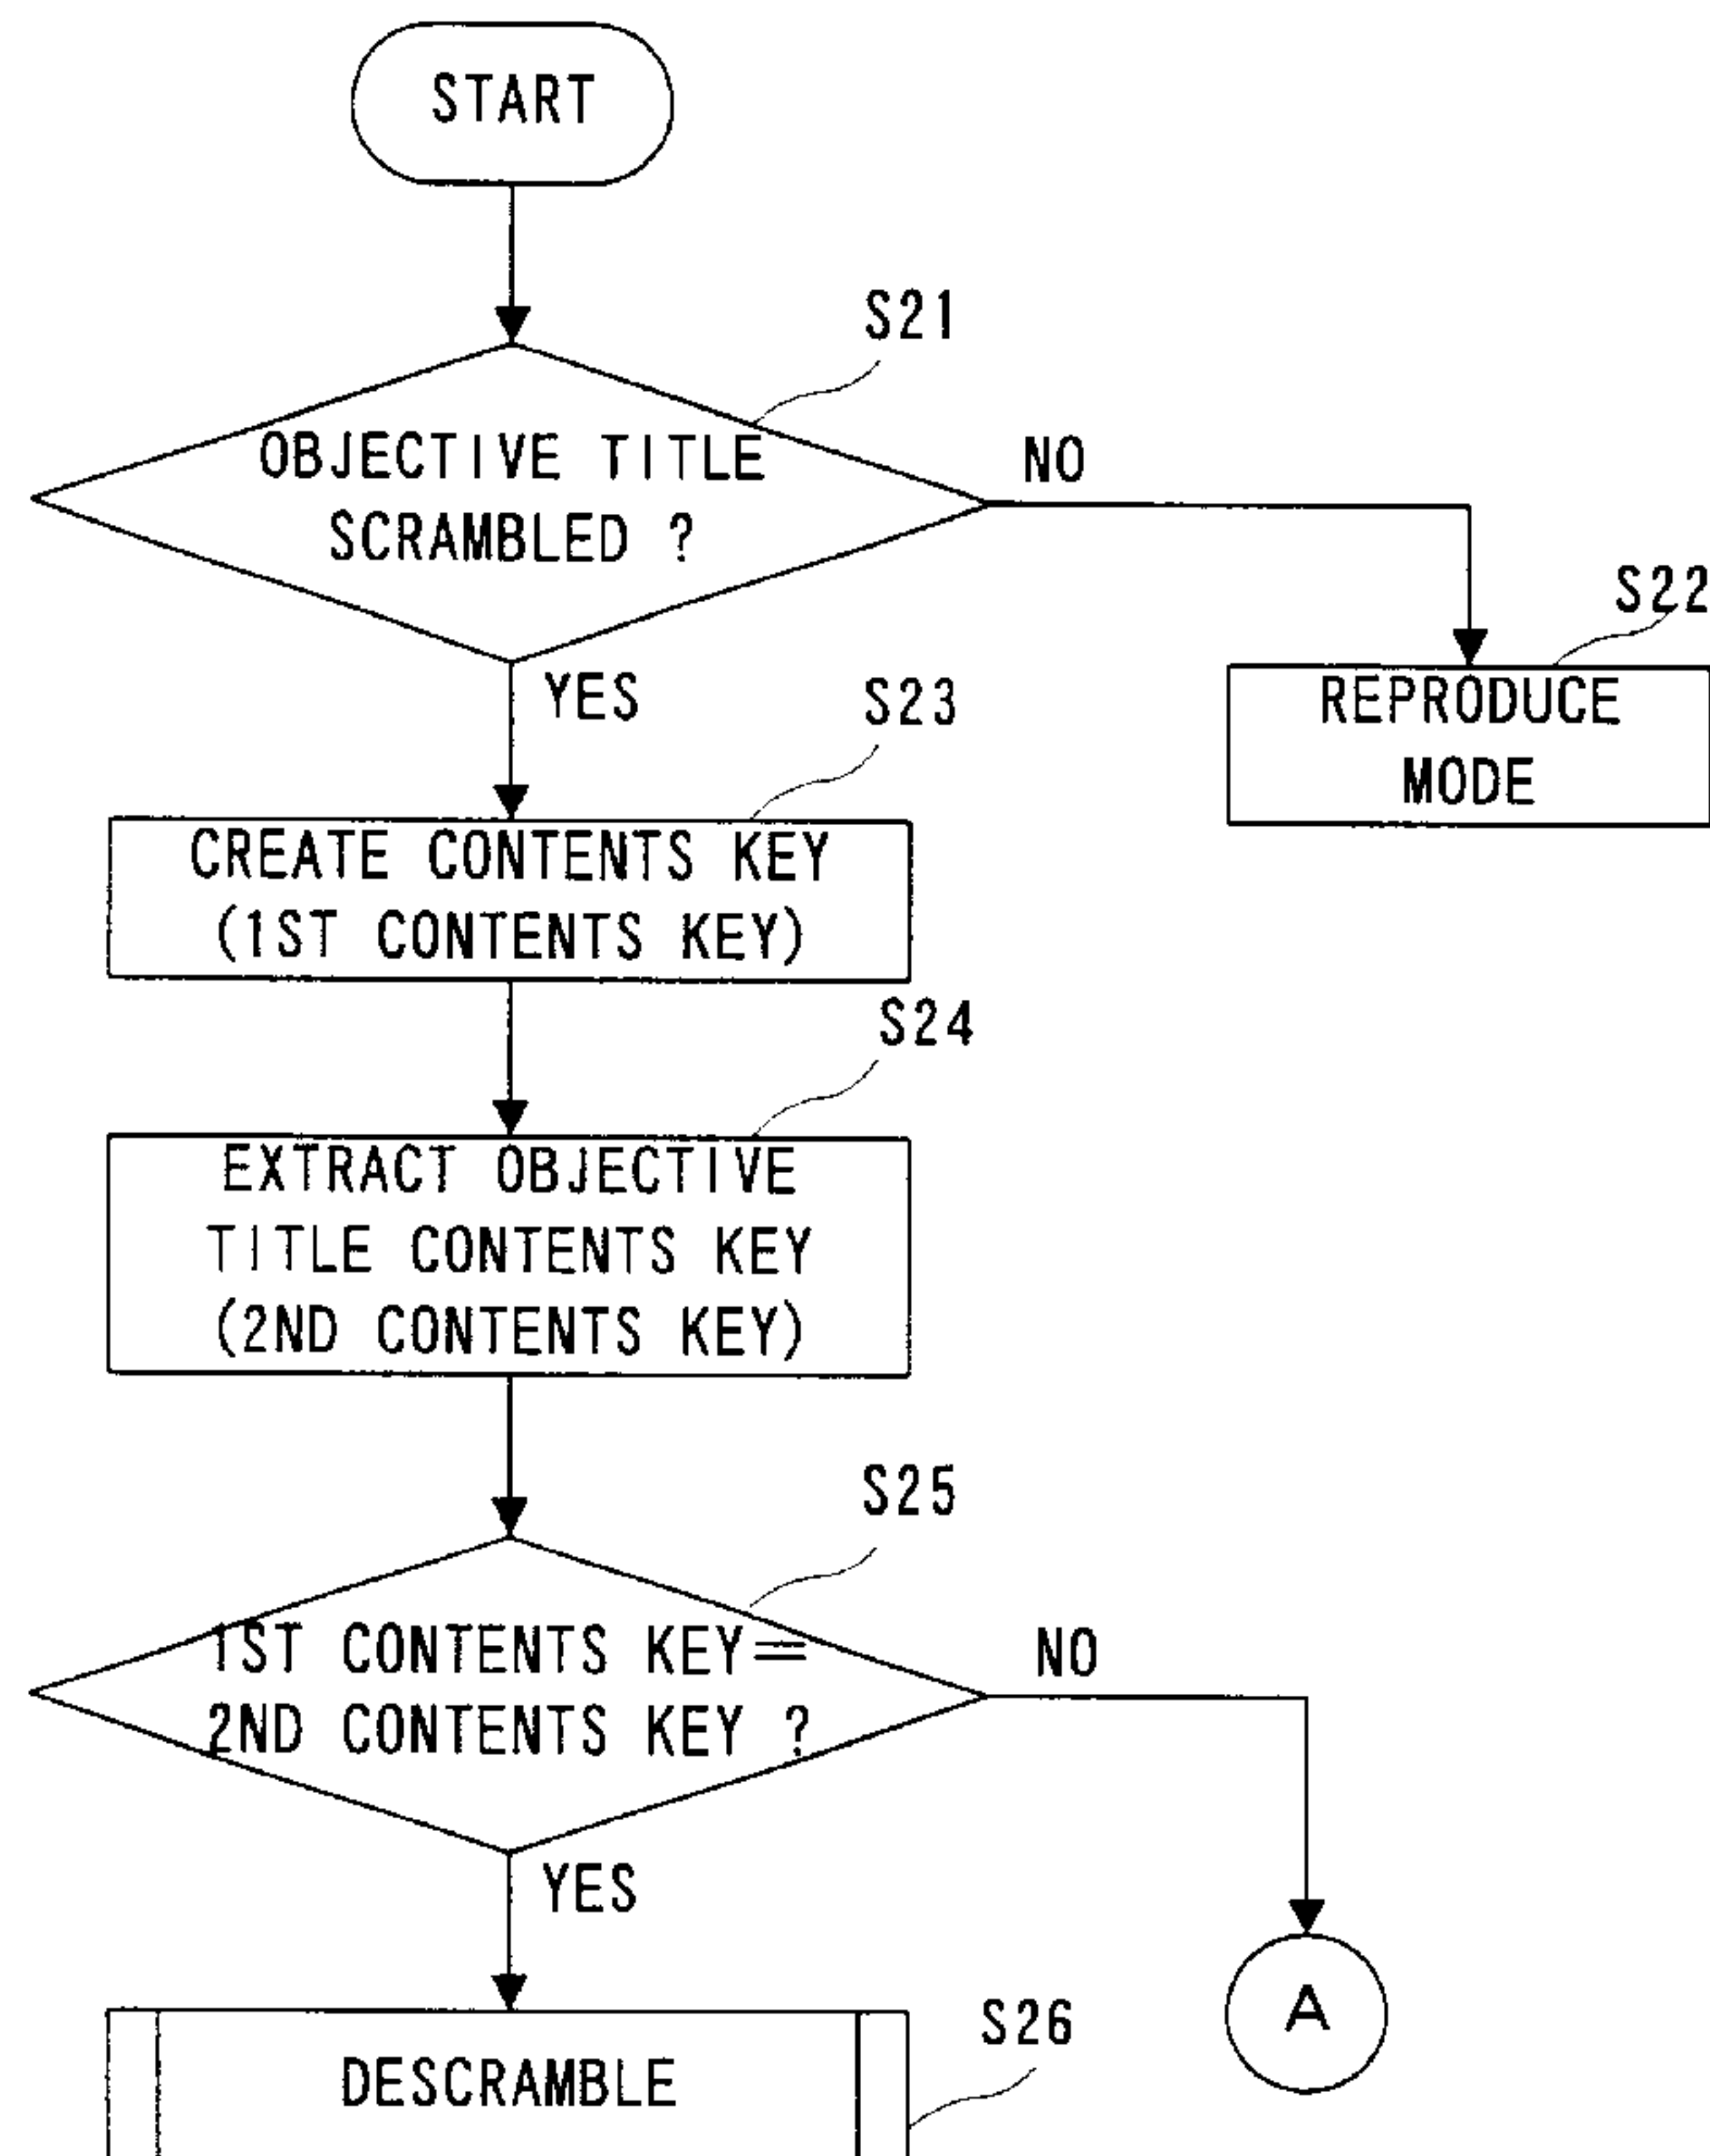 START
S21
OBJECTIVE TITLE
SCRAMBLED ?
NO
S22
REPRODUCE
MODE
YES
S23
CREATE CONTENTS KEY
(1ST CONTENTS KEY)
S24
EXTRACT OBJECTIVE
TITLE CONTENTS KEY
(2ND CONTENTS KEY)
S25
1ST CONTENTS KEY=
2ND CONTENTS KEY ?
NO
YES
A
S26
DESCRAMBLE